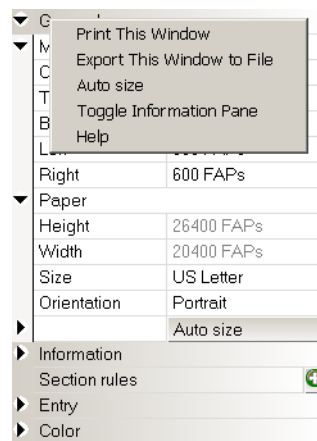 G
Print This Window
M
Export This Window to File
C
Auto size
T
Toggle Information Pane
B
Help
Right 600 FAPs
Paper
Height 26400 FAPs
Width 20400 FAPs
Size US Letter
Orientation Portrait
Auto size
Information
Section rules
Entry
Color